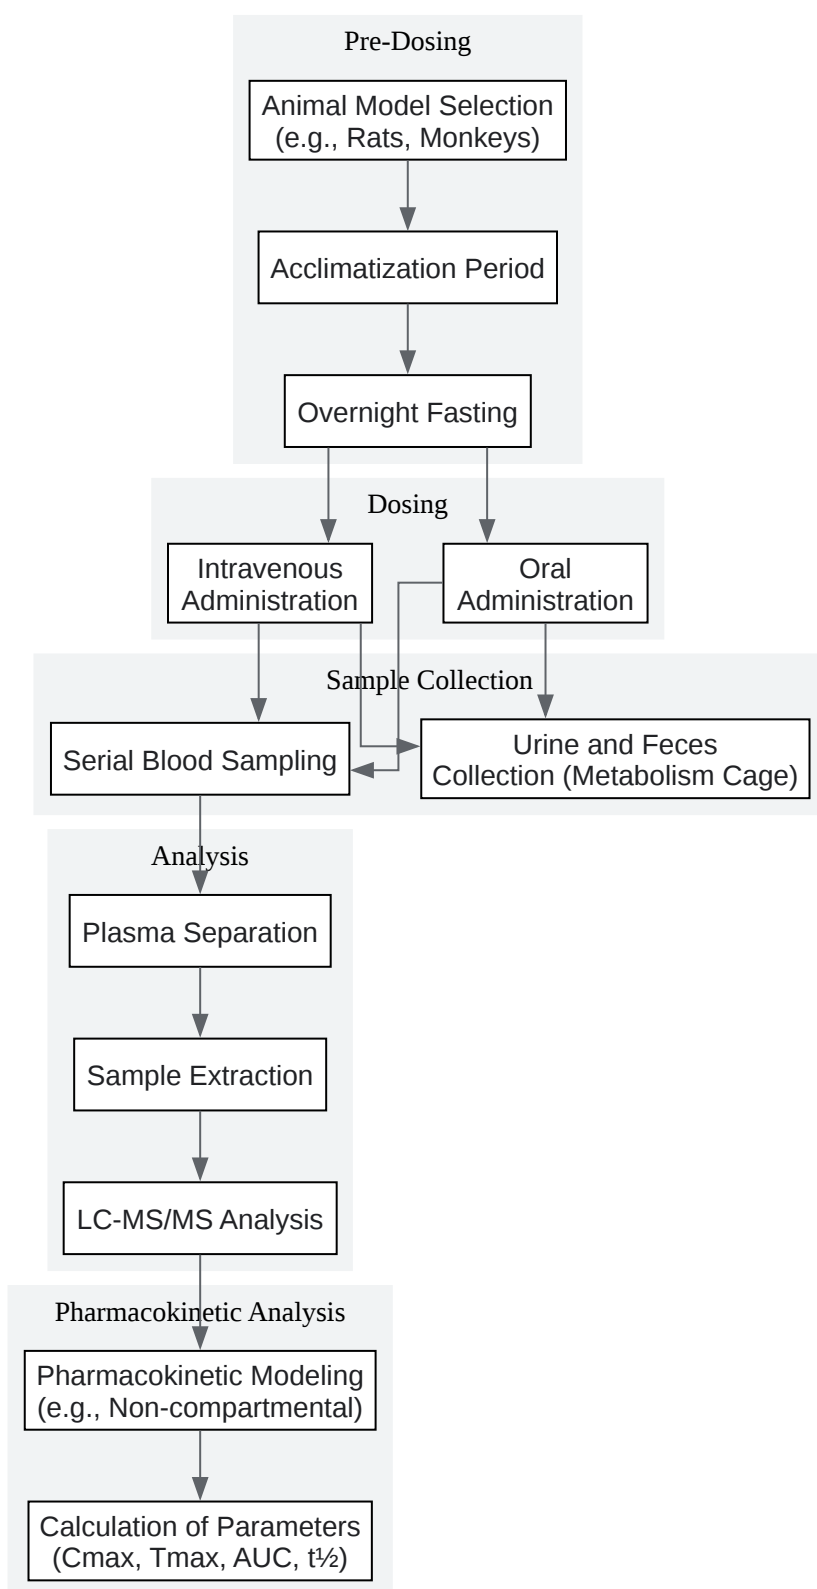 Pre-Dosing
Animal Model Selection
(e.g., Rats, Monkeys)
Acclimatization Period
Overnight Fasting
Dosing
Intravenous
Administration
Oral
Administration
Sample Collection
Serial Blood Sampling
Urine and Feces
Collection (Metabolism Cage)
Analysis
Plasma Separation
Sample Extraction
LC-MS/MS Analysis
Pharmacokinetic Analysis
Pharmacokinetic Modeling
(e.g., Non-compartmental)
Calculation of Parameters
(Cmax, Tmax, AUC, t½)